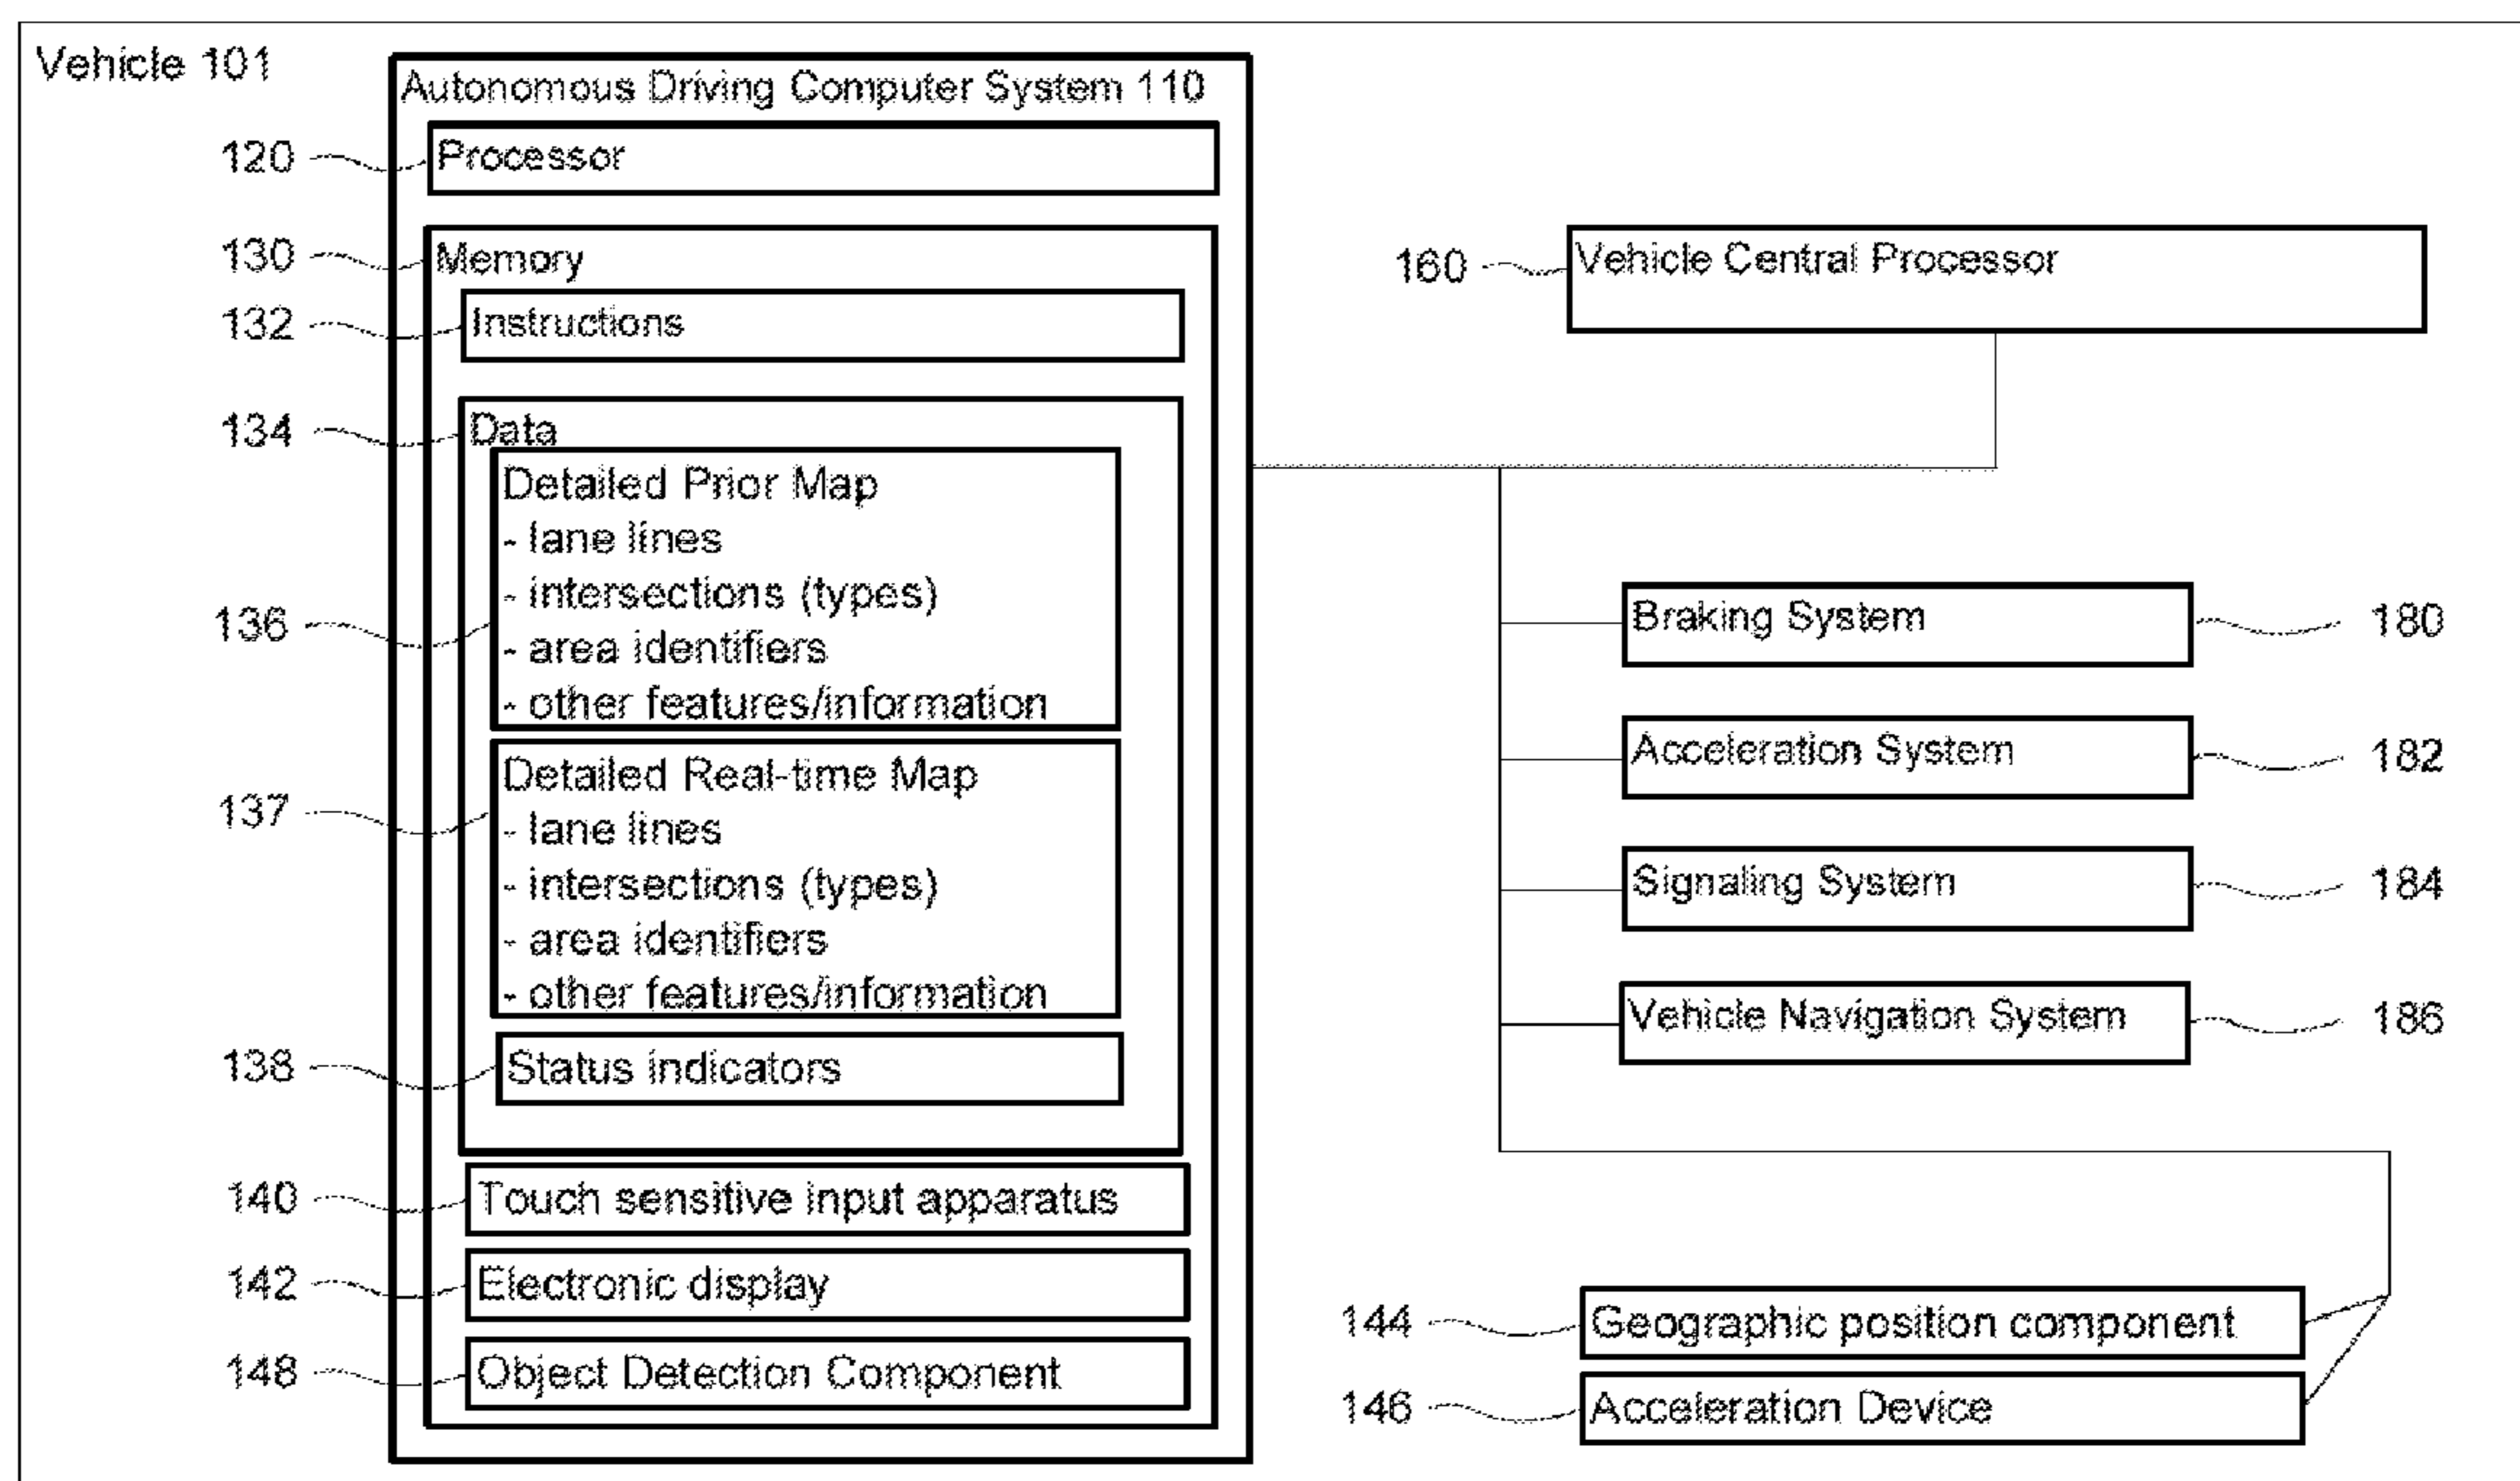 Vehicle 101
Autonomous Driving Computer System 110
120 Processor
130 Memory
132 Instructions
134 Data
136
Detailed Prior Map
- lane lines
- intersections (types)
- area identifiers
- other features/information
137
Detailed Real-time Map
- lane lines
- intersections (types)
- area identifiers
- other features/information
138 Status indicators
140 Touch sensitive input apparatus
142 Electronic display
148 Object Detection Component
160 Vehicle Central Processor
Braking System 180
Acceleration System 182
Signaling System 184
Vehicle Navigation System 186
144 Geographic position component
146 Acceleration Device